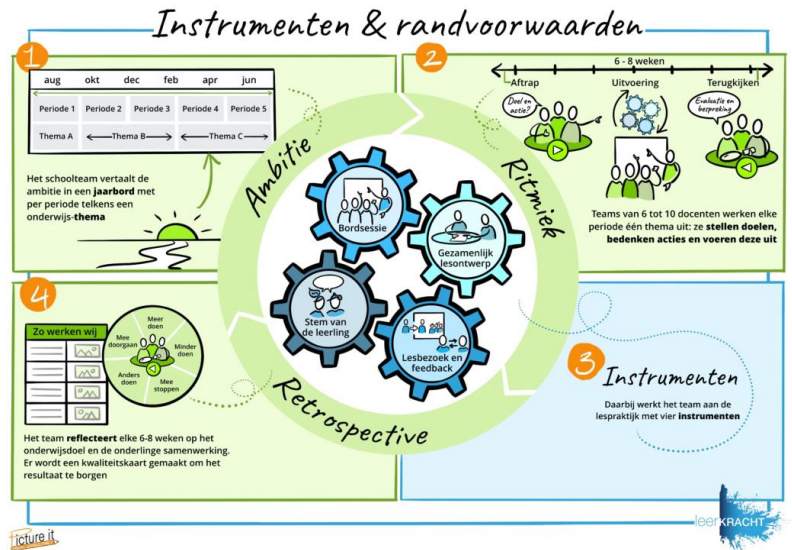 Instrumenten & randvoorwaarden
1
aug okt dec feb apr jun
Periode 1 Periode 2 Periode 3 Periode 4 Periode 5
Thema A Thema B Thema C
Het schoolteam vertaalt de
ambitie in een jaarbord met
per periode telkens een
onderwijs-thema
Ambitie
2
6 - 8 weken
Aftrap Uitvoering Terugkijken
Doel en
actie?
Evaluatie en
bespreking
Teams van 6 tot 10 docenten werken elke
periode één thema uit: ze stellen doelen,
bedenken acties en voeren deze uit
Ritmiek
Bordsessie
Gezamenlijk
lesontwerp
Stem van
de leerling
Lesbezoek en
feedback
3
Instrumenten
Daarbij werkt het team aan de
lespraktijk met vier instrumenten
4
Zo werken wij
Meer
doen
Minder
doen
Mee
stoppen
Anders
doen
Mee
doorgaan
Het team reflecteert elke 6-8 weken op het
onderwijsdoel en de onderlinge samenwerking.
Er wordt een kwaliteitskaart gemaakt om het
resultaat te borgen
Retrospective
Picture it
leerKRACHT